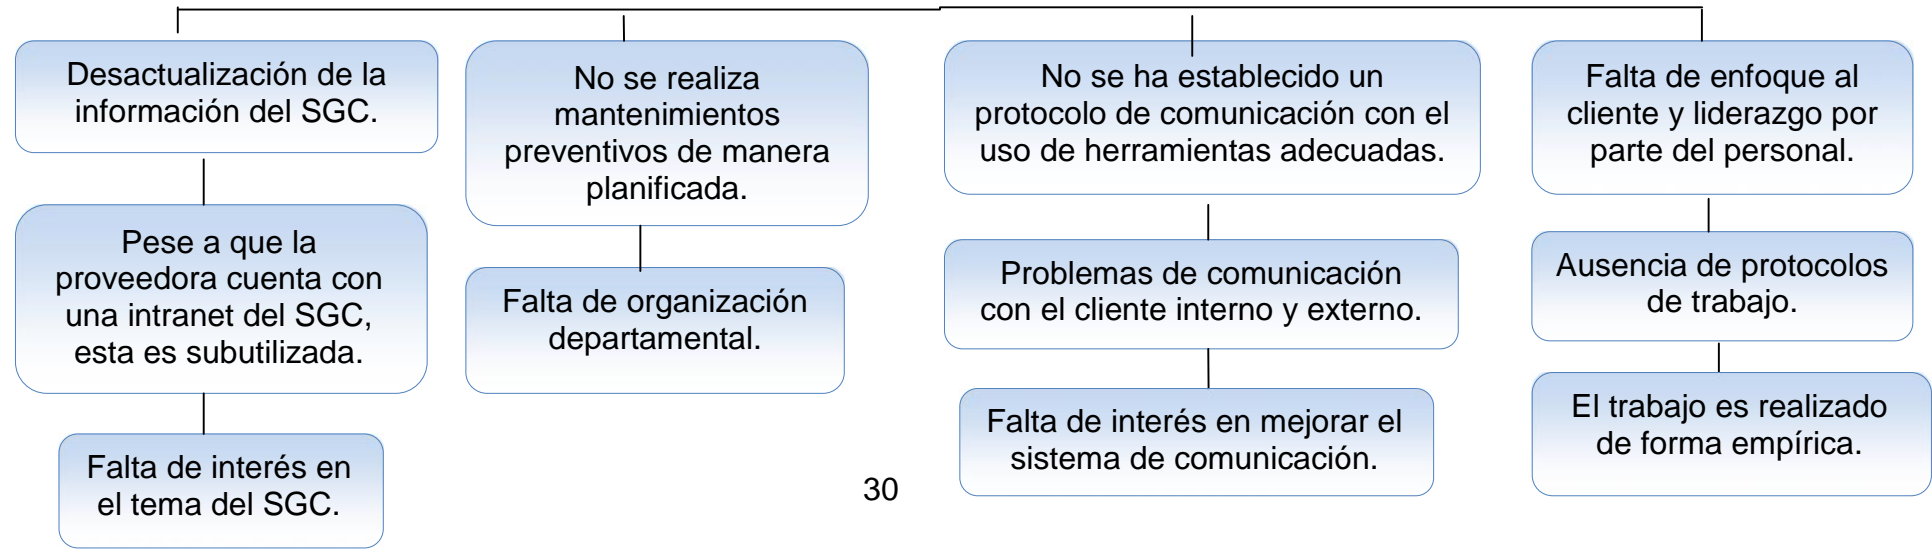 Desactualización de la
información del SGC.
Pese a que la
proveedora cuenta con
una intranet del SGC,
esta es subutilizada.
Falta de interés en
el tema del SGC.
No se realiza
mantenimientos
preventivos de manera
planificada.
Falta de organización
departamental.
No se ha establecido un
protocolo de comunicación con el
uso de herramientas adecuadas.
Problemas de comunicación
con el cliente interno y externo.
Falta de interés en mejorar el
sistema de comunicación.
Falta de enfoque al
cliente y liderazgo por
parte del personal.
Ausencia de protocolos
de trabajo.
El trabajo es realizado
de forma empírica.
30